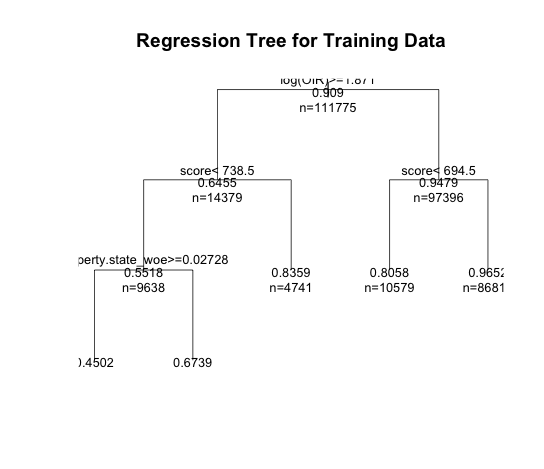 Regression Tree for Training Data
log(OIR)>=1.871
0.909
n=111775
score< 738.5
0.6455
n=14379
score< 694.5
0.9479
n=97396
perty.state_woe>=0.02728
0.5518
n=9638
0.8359
n=4741
0.8058
n=10579
0.9652
n=8681
0.4502
0.6739